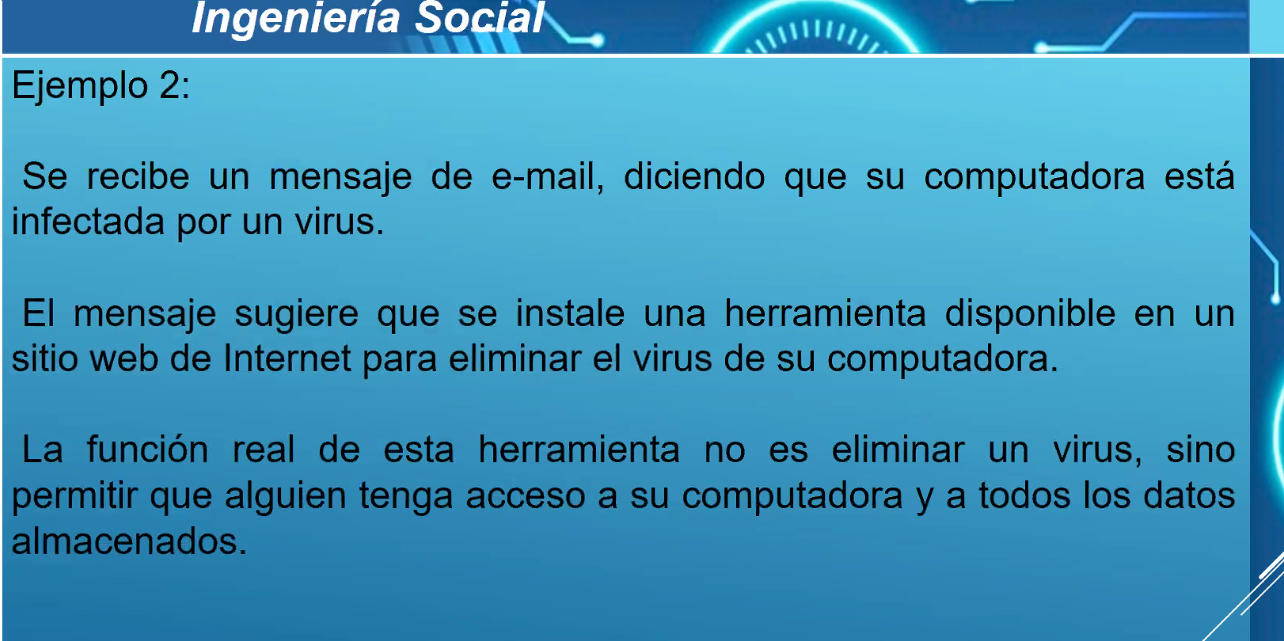 Ingeniería Social
Ejemplo 2:
Se recibe un mensaje de e-mail, diciendo que su computadora está
infectada por un virus.
El mensaje sugiere que se instale una herramienta disponible en un
sitio web de Internet para eliminar el virus de su computadora.
La función real de esta herramienta no es eliminar un virus, sino
permitir que alguien tenga acceso a su computadora y a todos los datos
almacenados.